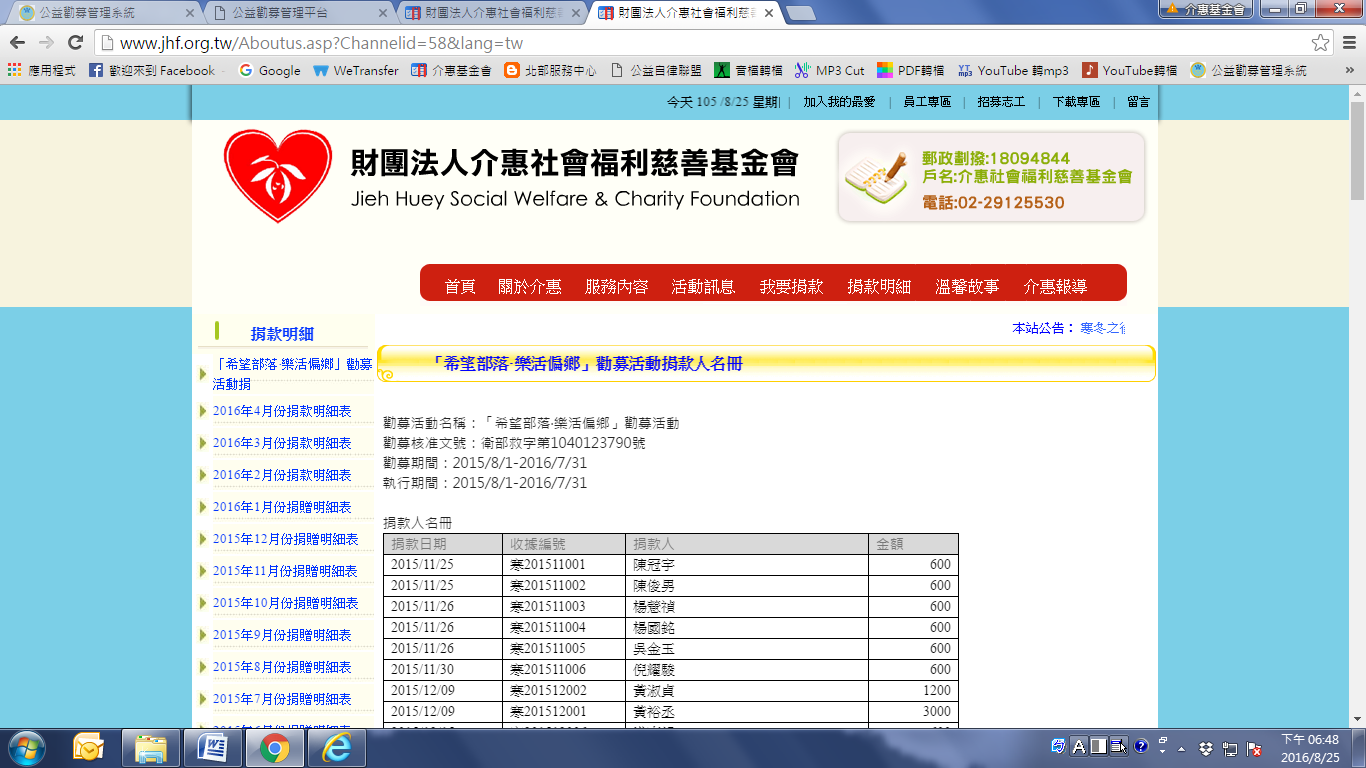 公益勸募管理系統
公益勸募管理平台
財團法人介惠社會福利慈善
財團法人介惠社會福利慈善
介惠基金會
www.jhf.org.tw/Aboutus.asp?Channelid=58&lang=tw
應用程式 歡迎來到 Facebook Google WeTransfer 介惠基金會 北部服務中心 公益自律聯盟 音檔轉檔 MP3 Cut PDF轉檔 YouTube 轉mp3 YouTube轉檔 公益勸募管理系統 »
今天 105 /8/25 星期 | 加入我的最愛 | 員工專區 | 招募志工 | 下載專區 | 留言
財團法人介惠社會福利慈善基金會
Jieh Huey Social Welfare & Charity Foundation
郵政劃撥:18094844
戶名:介惠社會福利慈善基金會
電話:02-29125530
首頁 關於介惠 服務內容 活動訊息 我要捐款 捐款明細 溫馨故事 介惠報導
本站公告: 寒冬之
捐款明細
「希望部落‧樂活偏鄉」勸募
活動捐
2016年4月份捐款明細表
2016年3月份捐款明細表
2016年2月份捐款明細表
2016年1月份捐贈明細表
2015年12月份捐贈明細表
2015年11月份捐贈明細表
2015年10月份捐贈明細表
2015年9月份捐贈明細表
2015年8月份捐贈明細表
2015年7月份捐贈明細表
「希望部落‧樂活偏鄉」勸募活動捐款人名冊
勸募活動名稱：「希望部落‧樂活偏鄉」勸募活動
勸募核准文號：衛部救字第1040123790號
勸募期間：2015/8/1-2016/7/31
執行期間：2015/8/1-2016/7/31
捐款人名冊
捐款日期 收據編號 捐款人 金額
2015/11/25 寒201511001 陳冠宇 600
2015/11/25 寒201511002 陳俊男 600
2015/11/26 寒201511003 楊謦禎 600
2015/11/26 寒201511004 楊國銘 600
2015/11/26 寒201511005 吳金玉 600
2015/11/30 寒201511006 倪耀駿 600
2015/12/09 寒201512002 黃淑貞 1200
2015/12/09 寒201512001 黃裕丞 3000
下午 06:48
2016/8/25